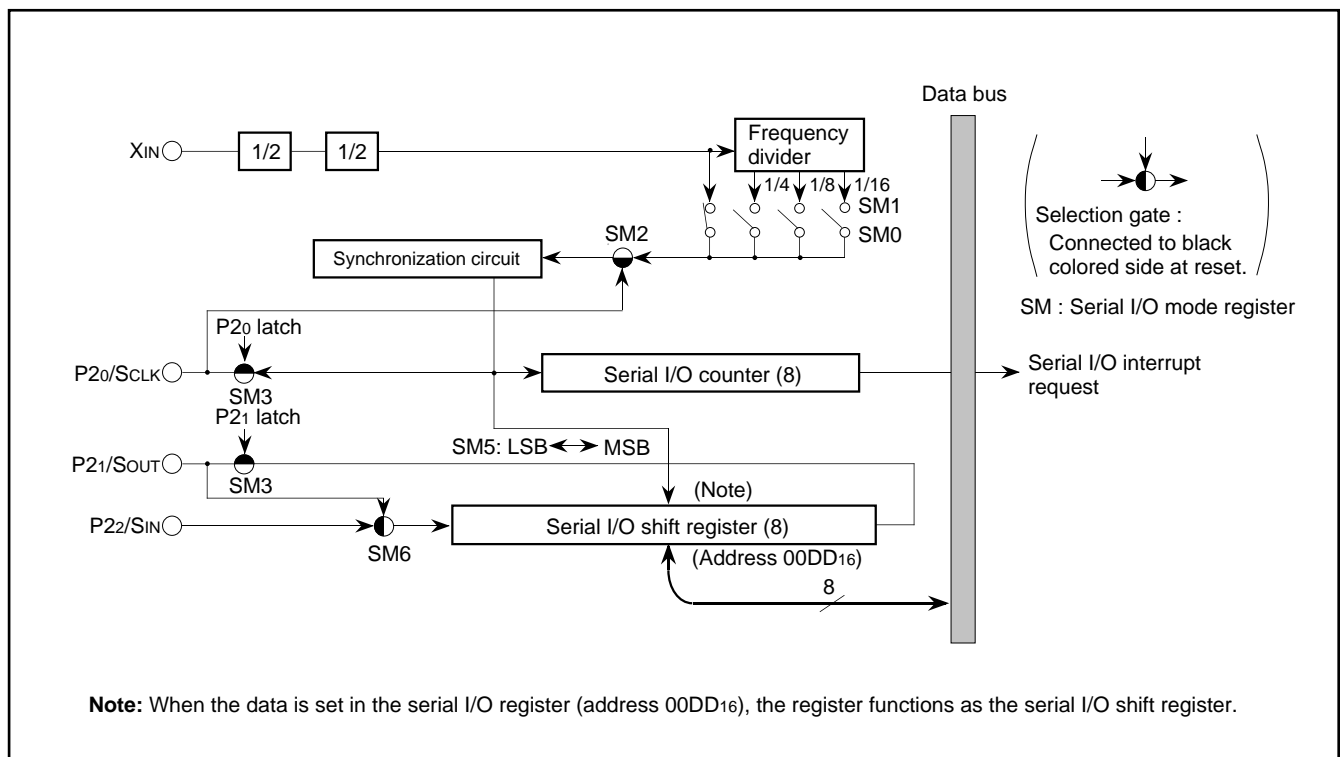 Data bus
XIN
1/2
1/2
Frequency
divider
1/4
1/8
1/16
SM1
SM0
SM2
Synchronization circuit
Selection gate :
Connected to black
colored side at reset.
SM : Serial I/O mode register
P20 latch
P20/SCLK
SM3
Serial I/O counter (8)
Serial I/O interrupt
request
P21 latch
SM5: LSB
MSB
P21/SOUT
SM3
(Note)
P22/SIN
SM6
Serial I/O shift register (8)
(Address 00DD16)
8
Note: When the data is set in the serial I/O register (address 00DD16), the register functions as the serial I/O shift register.